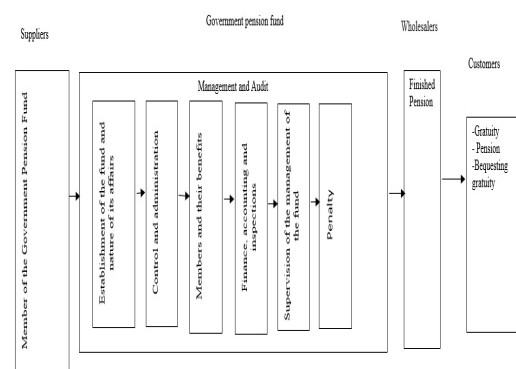 Government pension fund
Suppliers
Wholesalers
Customers
Management and Audit
Member of the Government Pension Fund
Establishment of the fund and
nature of its affairs
Control and administration
Members and their benefits
Finance, accounting and
inspections
Supervision of the management of
the fund
Penalty
Finished
Pension
-Gratuity
- Pension
-Bequesting
gratuity